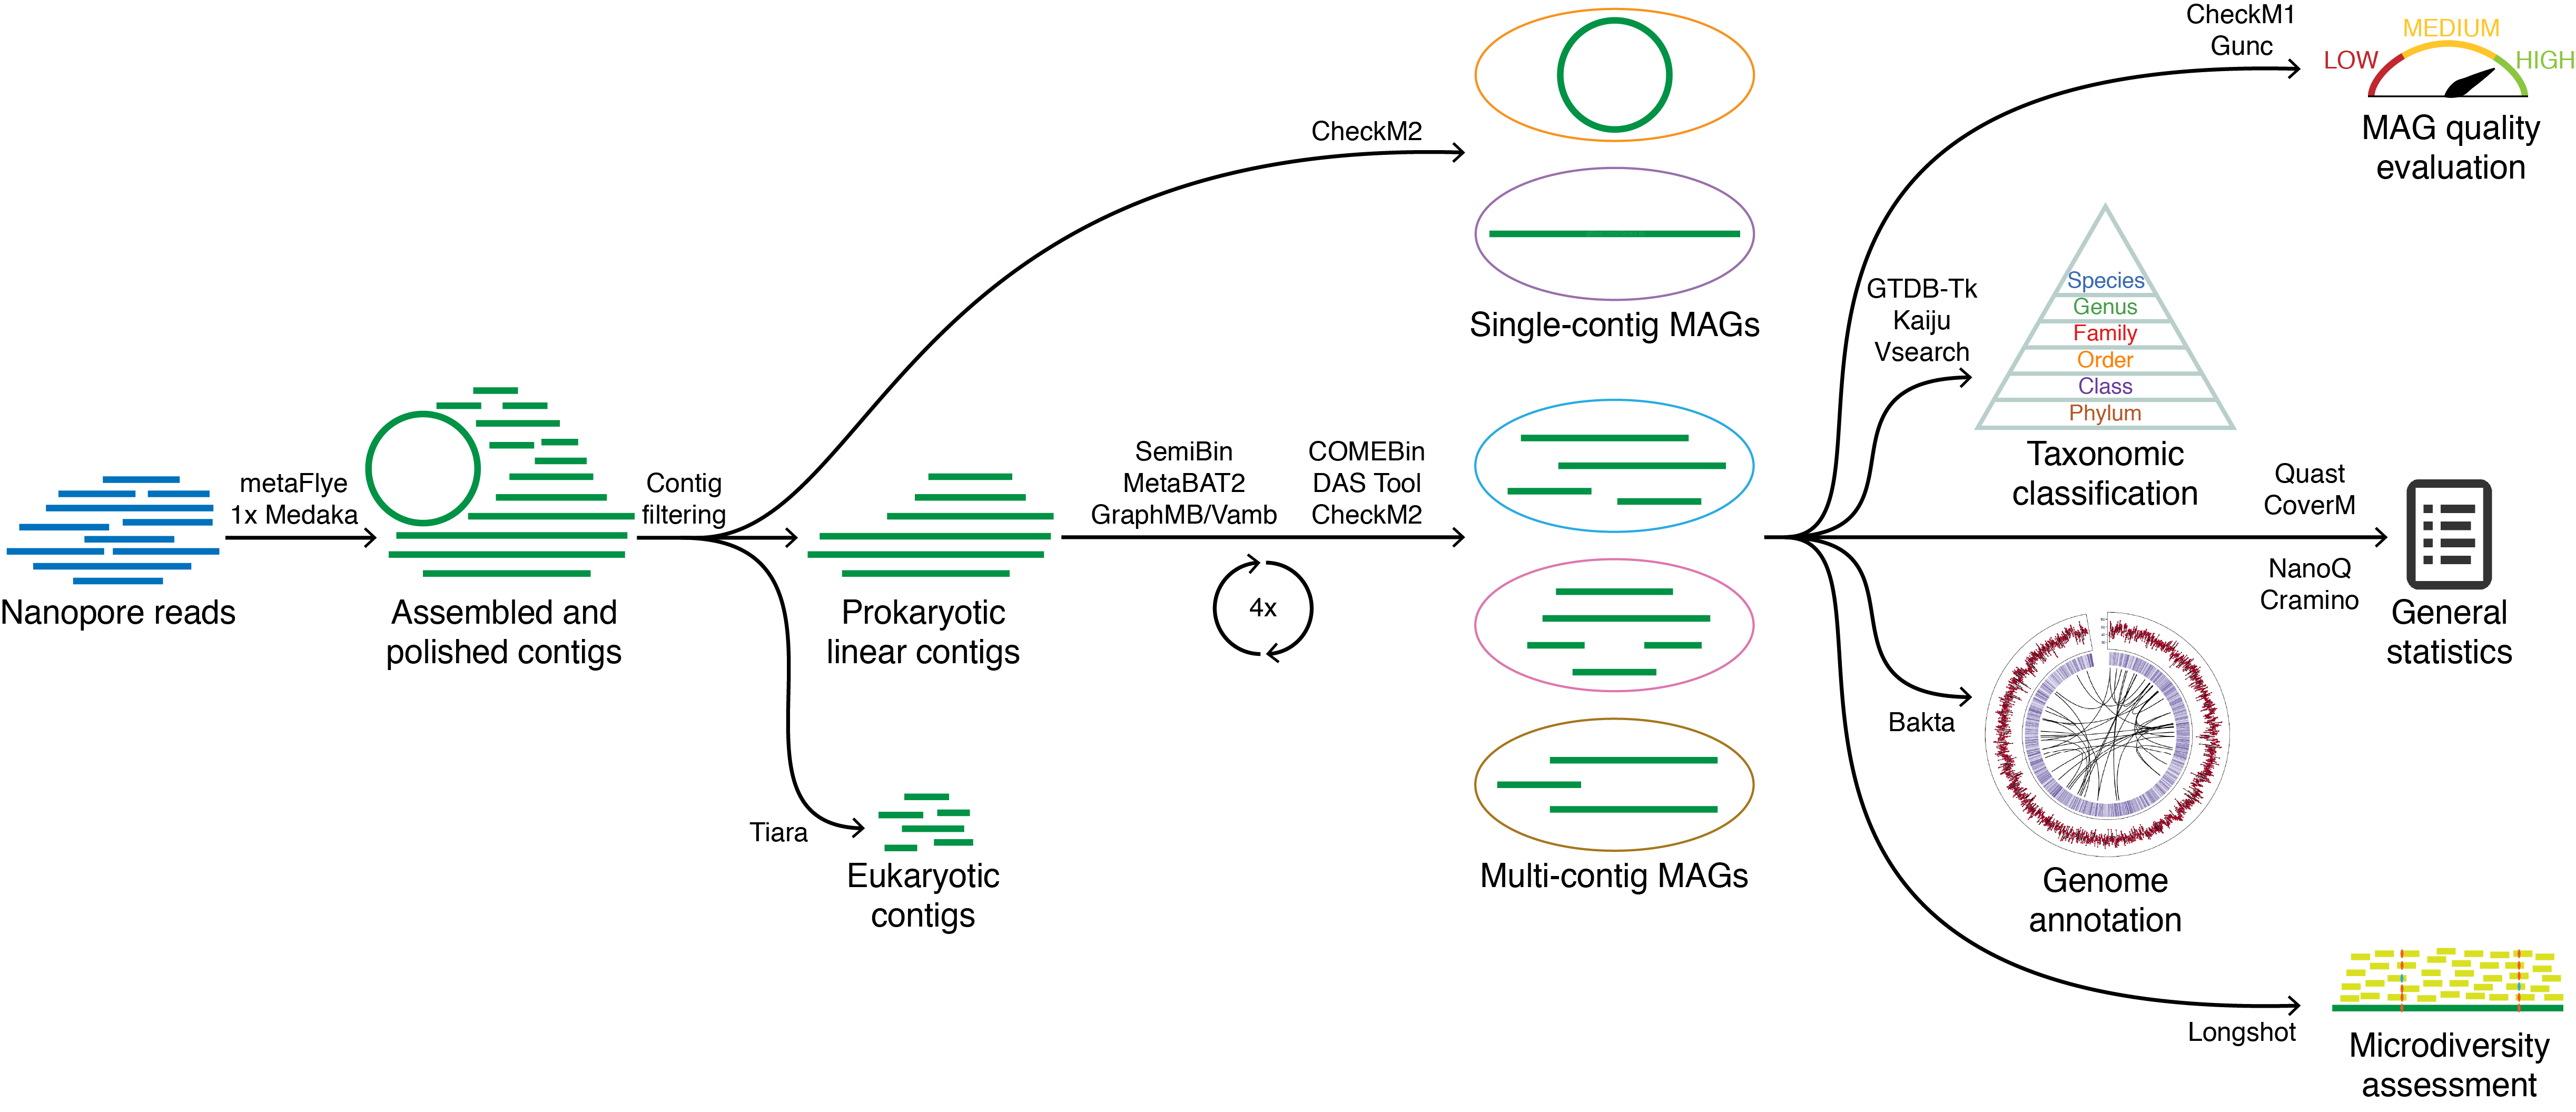 Nanopore reads
metaFlye
1x Medaka
Assembled and
polished contigs
Contig
filtering
CheckM2
Tiara
Prokaryotic
linear contigs
Eukaryotic
contigs
SemiBin
MetaBAT2
GraphMB/Vamb
COMEBin
DAS Tool
CheckM2
4x
Single-contig MAGs
Multi-contig MAGs
CheckM1
Gunc
LOW
MEDIUM
HIGH
MAG quality
evaluation
GTDB-Tk
Kaiju
Vsearch
Species
Genus
Family
Order
Class
Phylum
Taxonomic
classification
Quast
CoverM
NanoQ
Cramino
General
statistics
Bakta
Genome
annotation
Longshot
Microdiversity
assessment